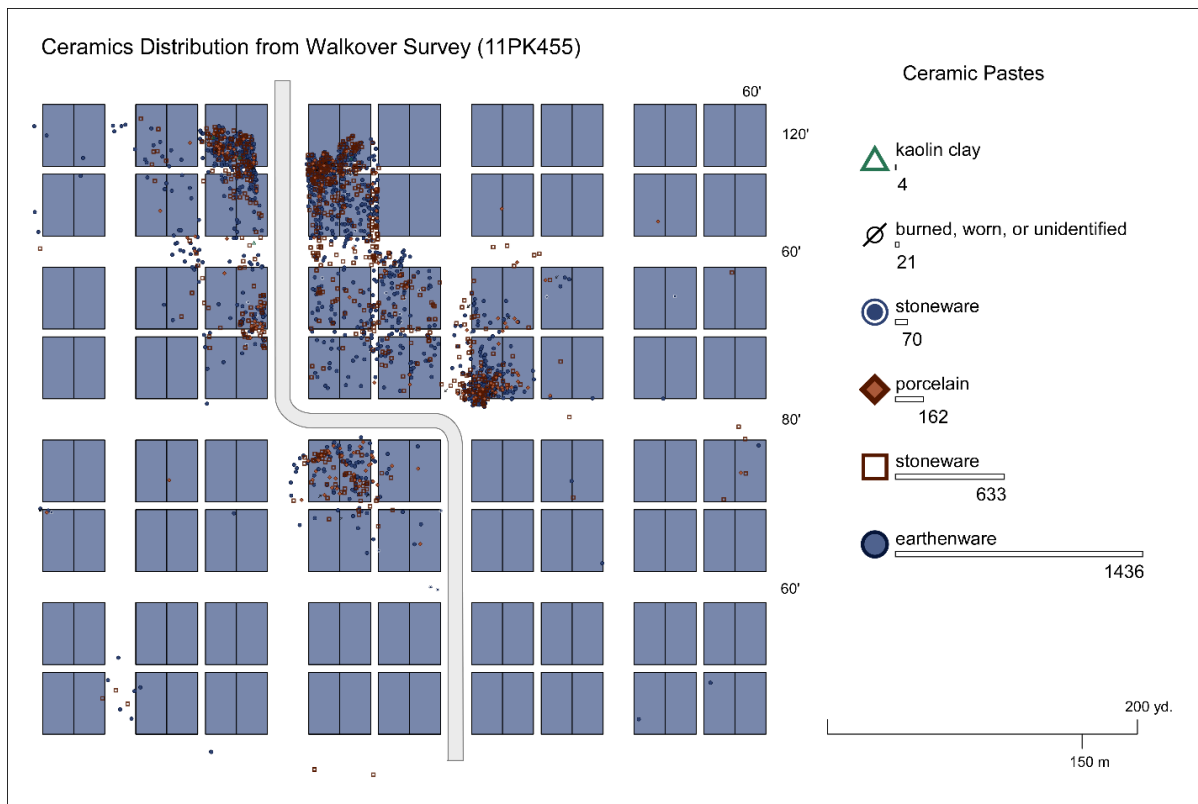 Ceramics Distribution from Walkover Survey (11PK455)
60'
120'
60'
80'
60'
Ceramic Pastes
kaolin clay
4
burned, worn, or unidentified
21
stoneware
70
porcelain
162
stoneware
633
earthenware
1436
200 yd.
150 m